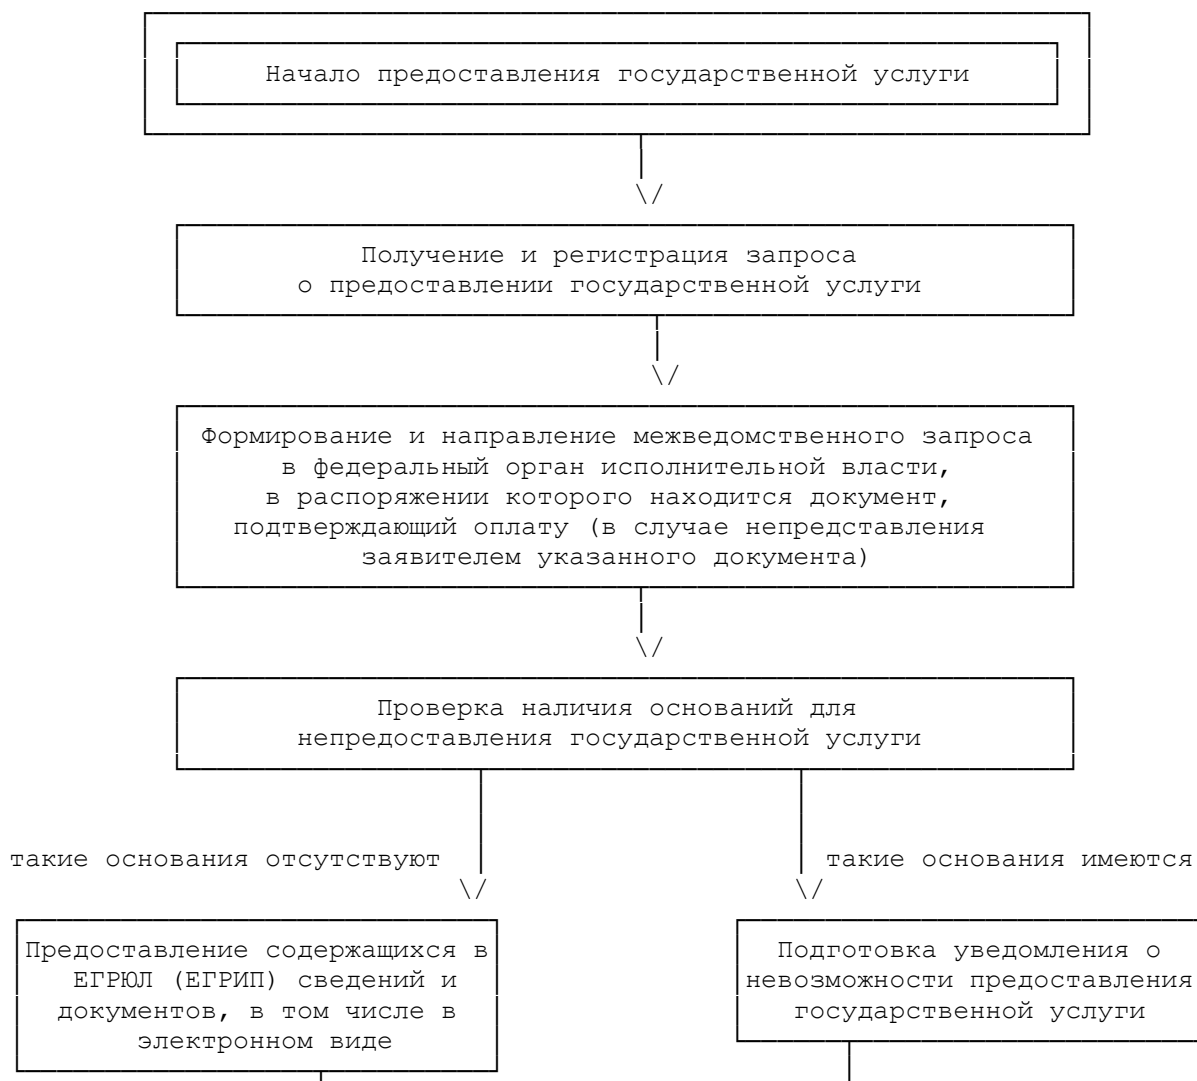 Начало предоставления государственной услуги
\/
Получение и регистрация запроса
о предоставлении государственной услуги
\/
Формирование и направление межведомственного запроса
в федеральный орган исполнительной власти,
в распоряжении которого находится документ,
подтверждающий оплату (в случае непредставления
заявителем указанного документа)
\/
Проверка наличия оснований для
непредоставления государственной услуги
такие основания отсутствуют
такие основания имеются
\/
\/
Предоставление содержащихся в
ЕГРЮЛ (ЕГРИП) сведений и
документов, в том числе в
электронном виде
Подготовка уведомления о
невозможности предоставления
государственной услуги